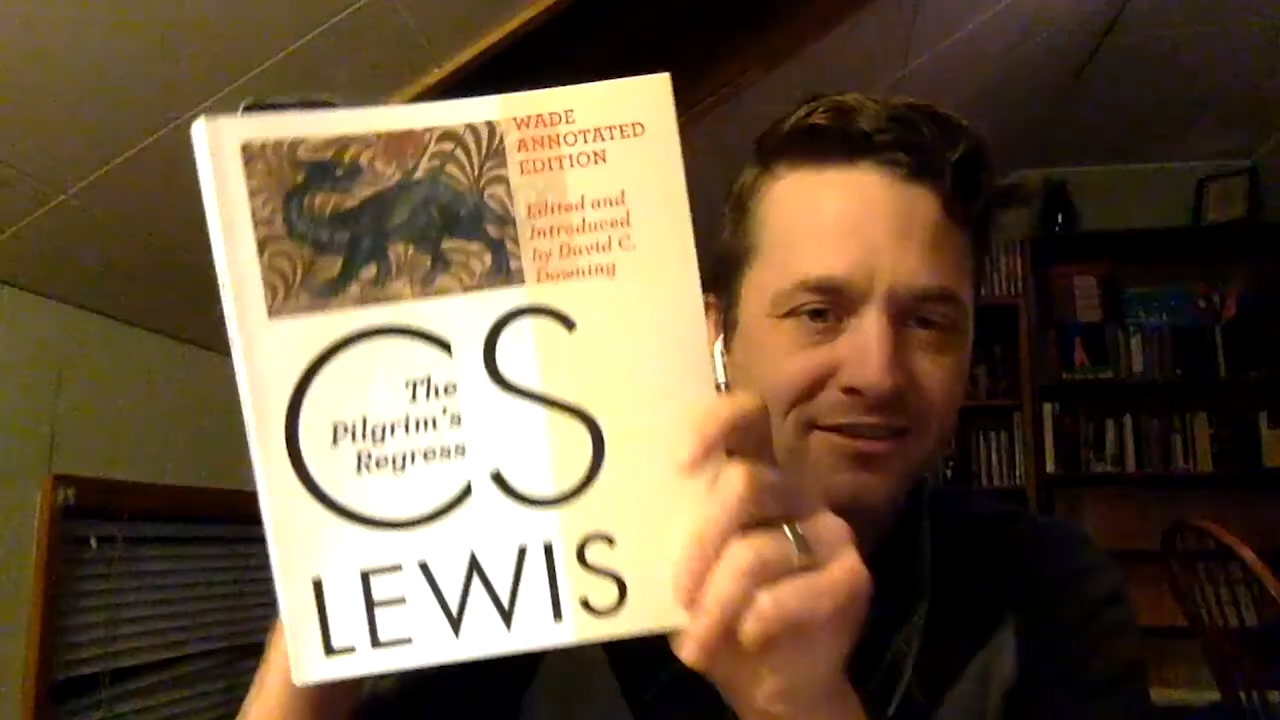 WADE
ANNOTATED
EDITION
Edited and
Introduced
by David C.
Downing
CS
The
Pilgrim's
Regress
LEWIS